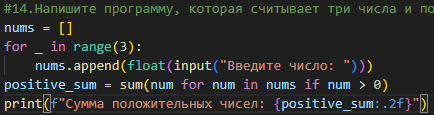 #14.Напишите программу, которая считывает три числа и по
nums = []
for _ in range(3):
    nums.append(float(input("Введите число: ")))
positive_sum = sum(num for num in nums if num > 0)
print(f"Сумма положительных чисел: {positive_sum:.2f}")